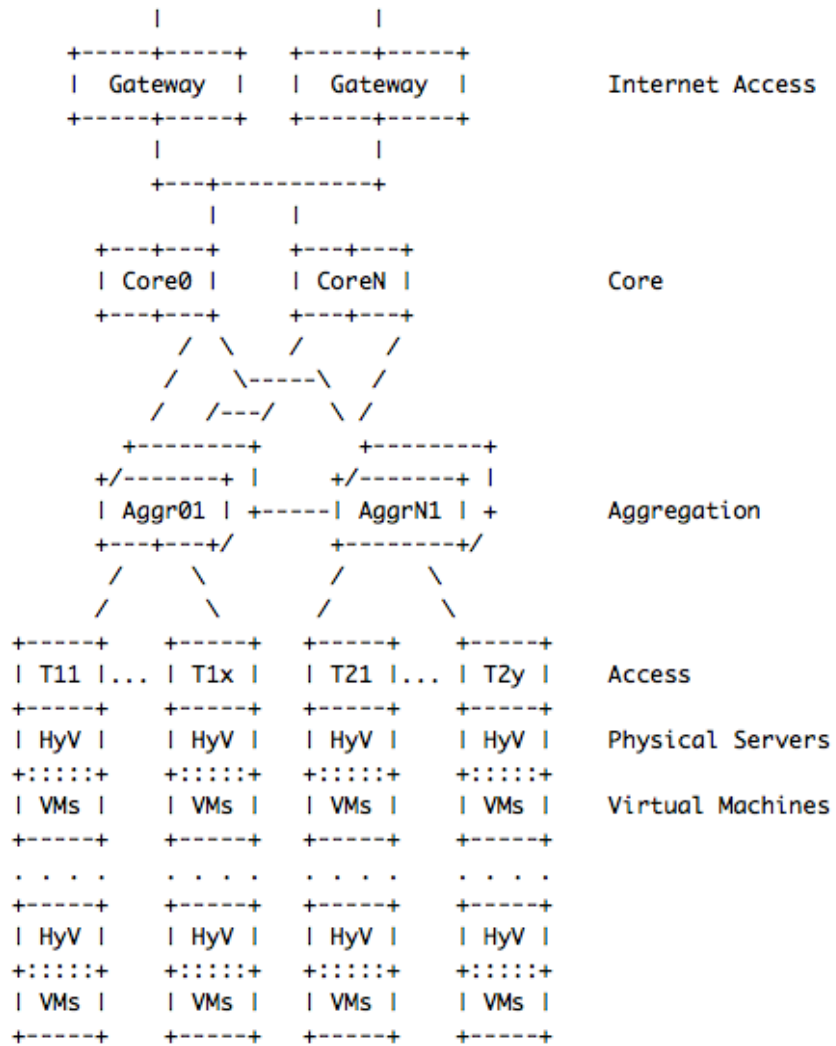 Gateway Gateway Internet Access
Core0 CoreN Core
Aggr01 AggrN1 Aggregation
T11 ... T1x T21 ... T2y Access
HyV HyV HyV HyV Physical Servers
VMs VMs VMs VMs Virtual Machines
. . . . . . . . . . . . . . . .
HyV HyV HyV HyV
VMs VMs VMs VMs